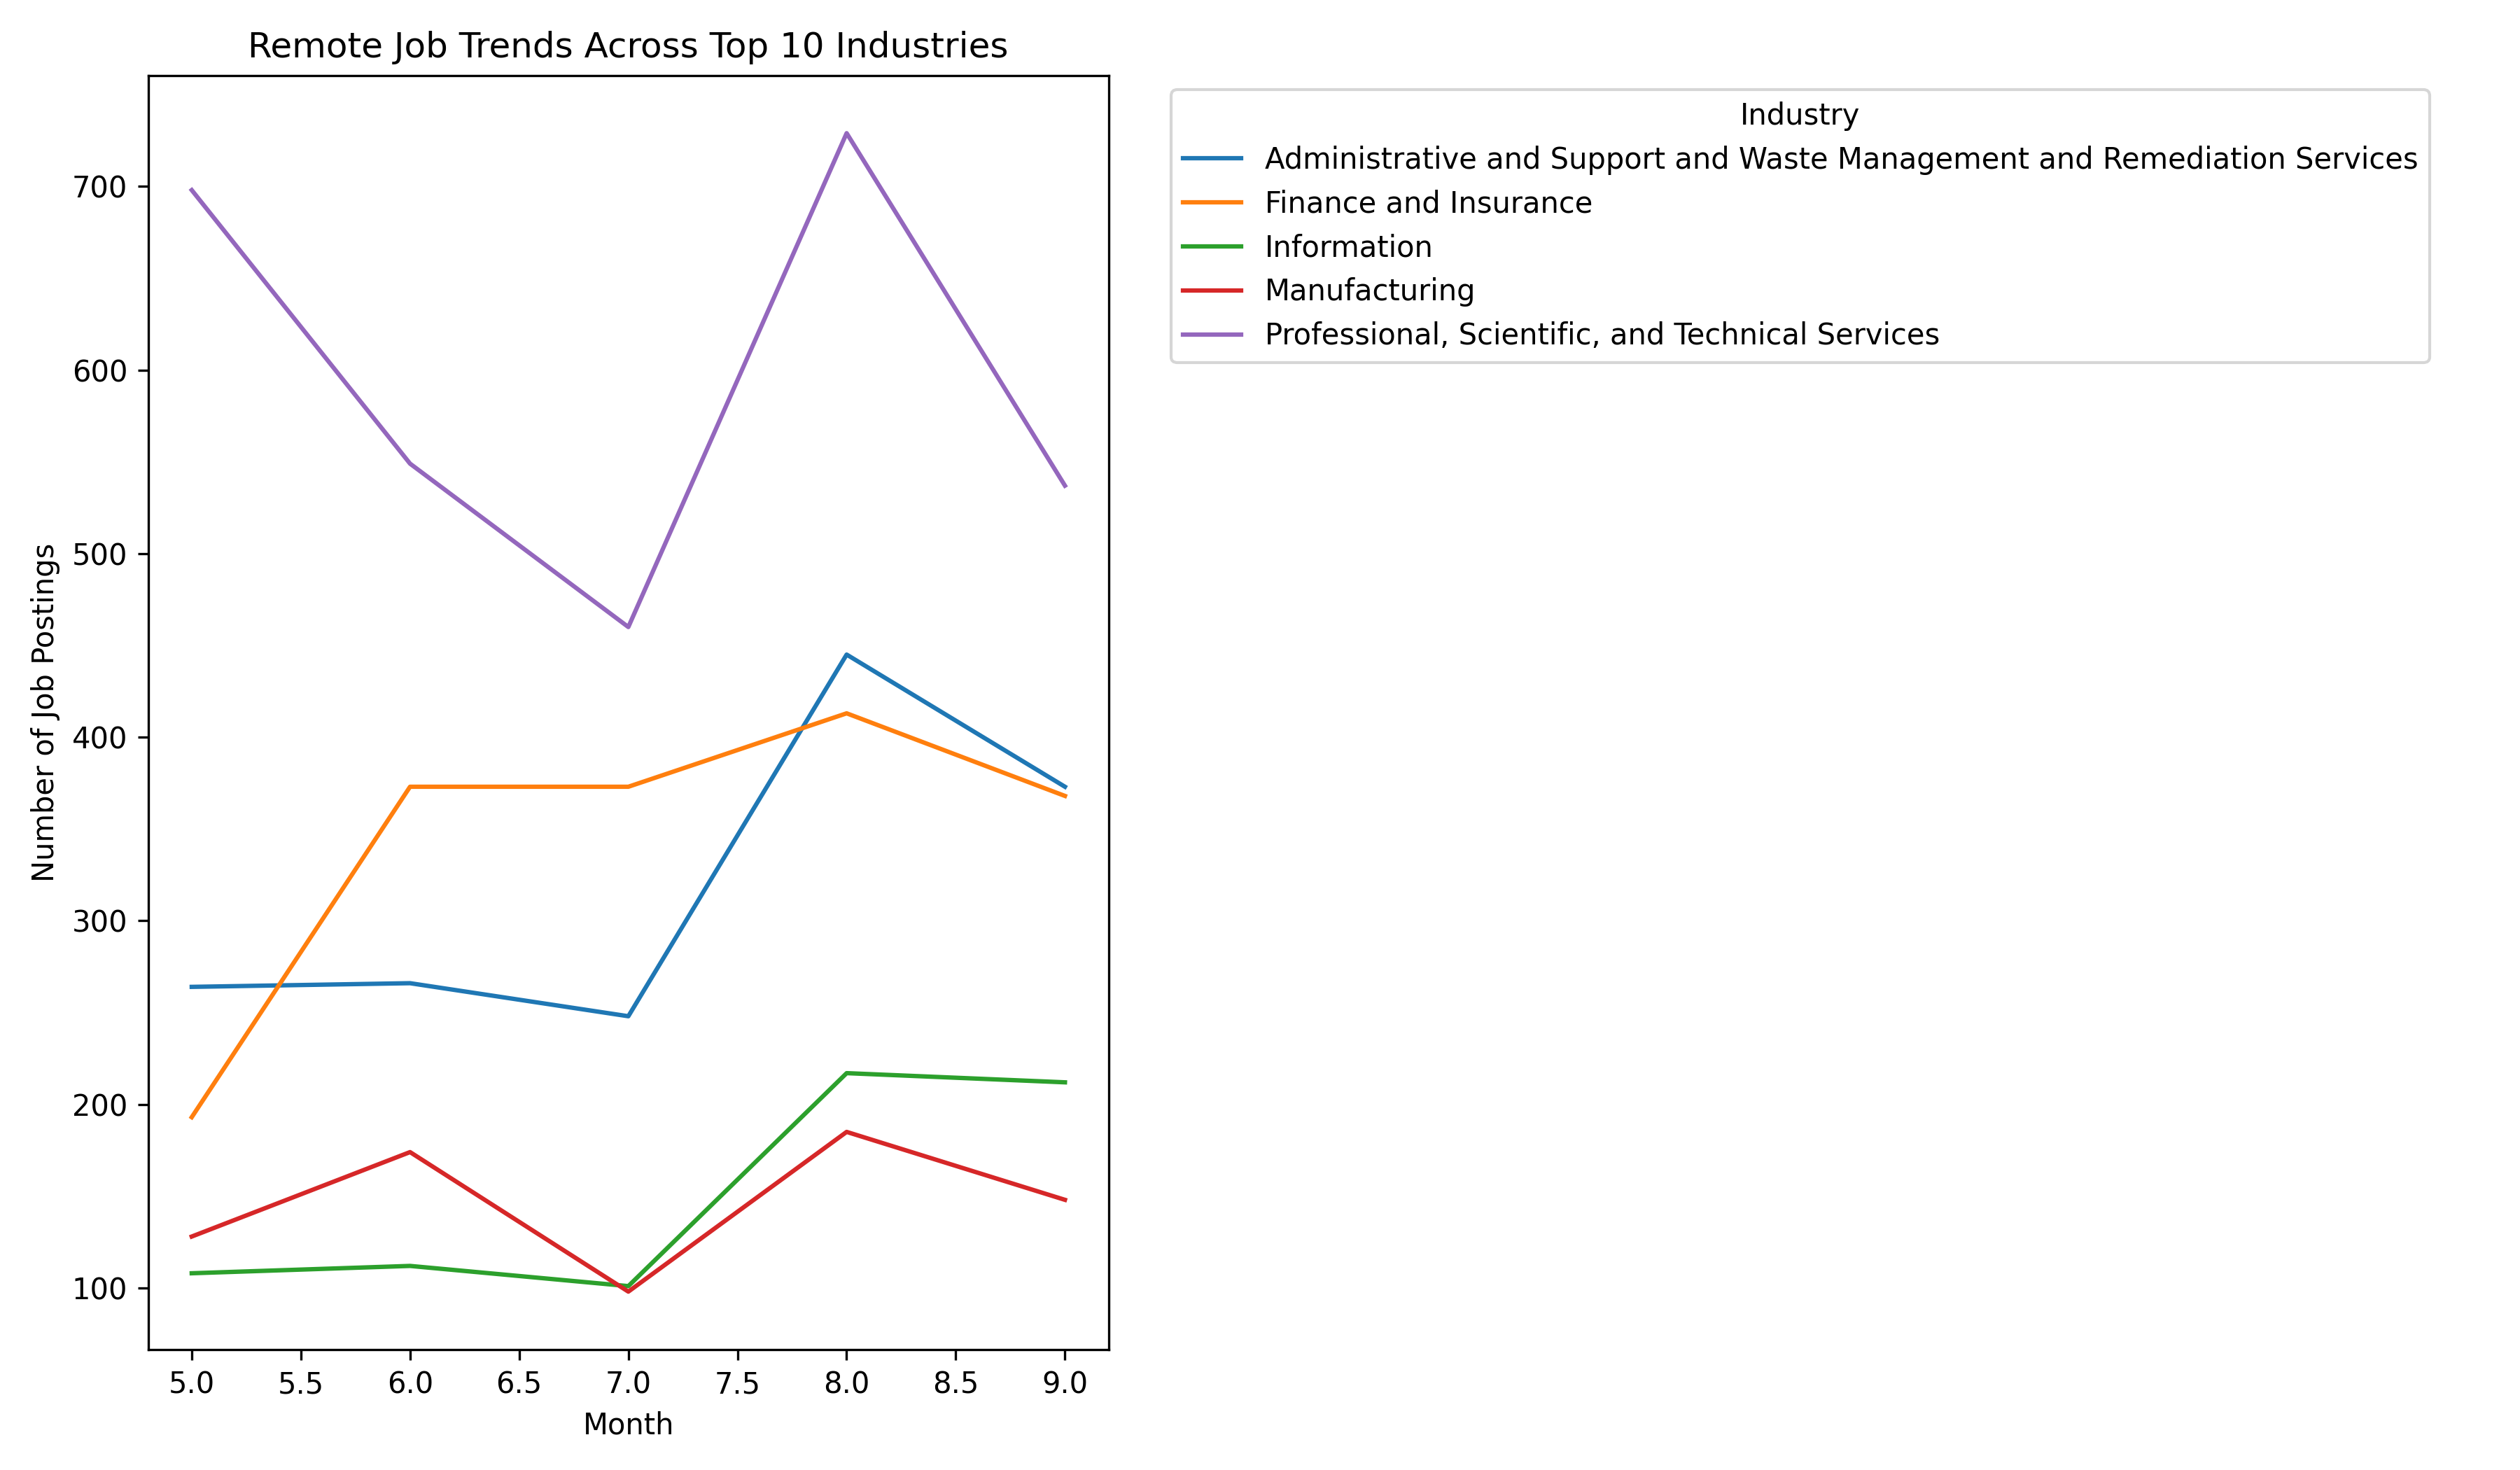 Remote Job Trends Across Top 10 Industries
Number of Job Postings
700
600
500
400
300
200
100
5.0 5.5 6.0 6.5 7.0 7.5 8.0 8.5 9.0
Month
Industry
Administrative and Support and Waste Management and Remediation Services
Finance and Insurance
Information
Manufacturing
Professional, Scientific, and Technical Services